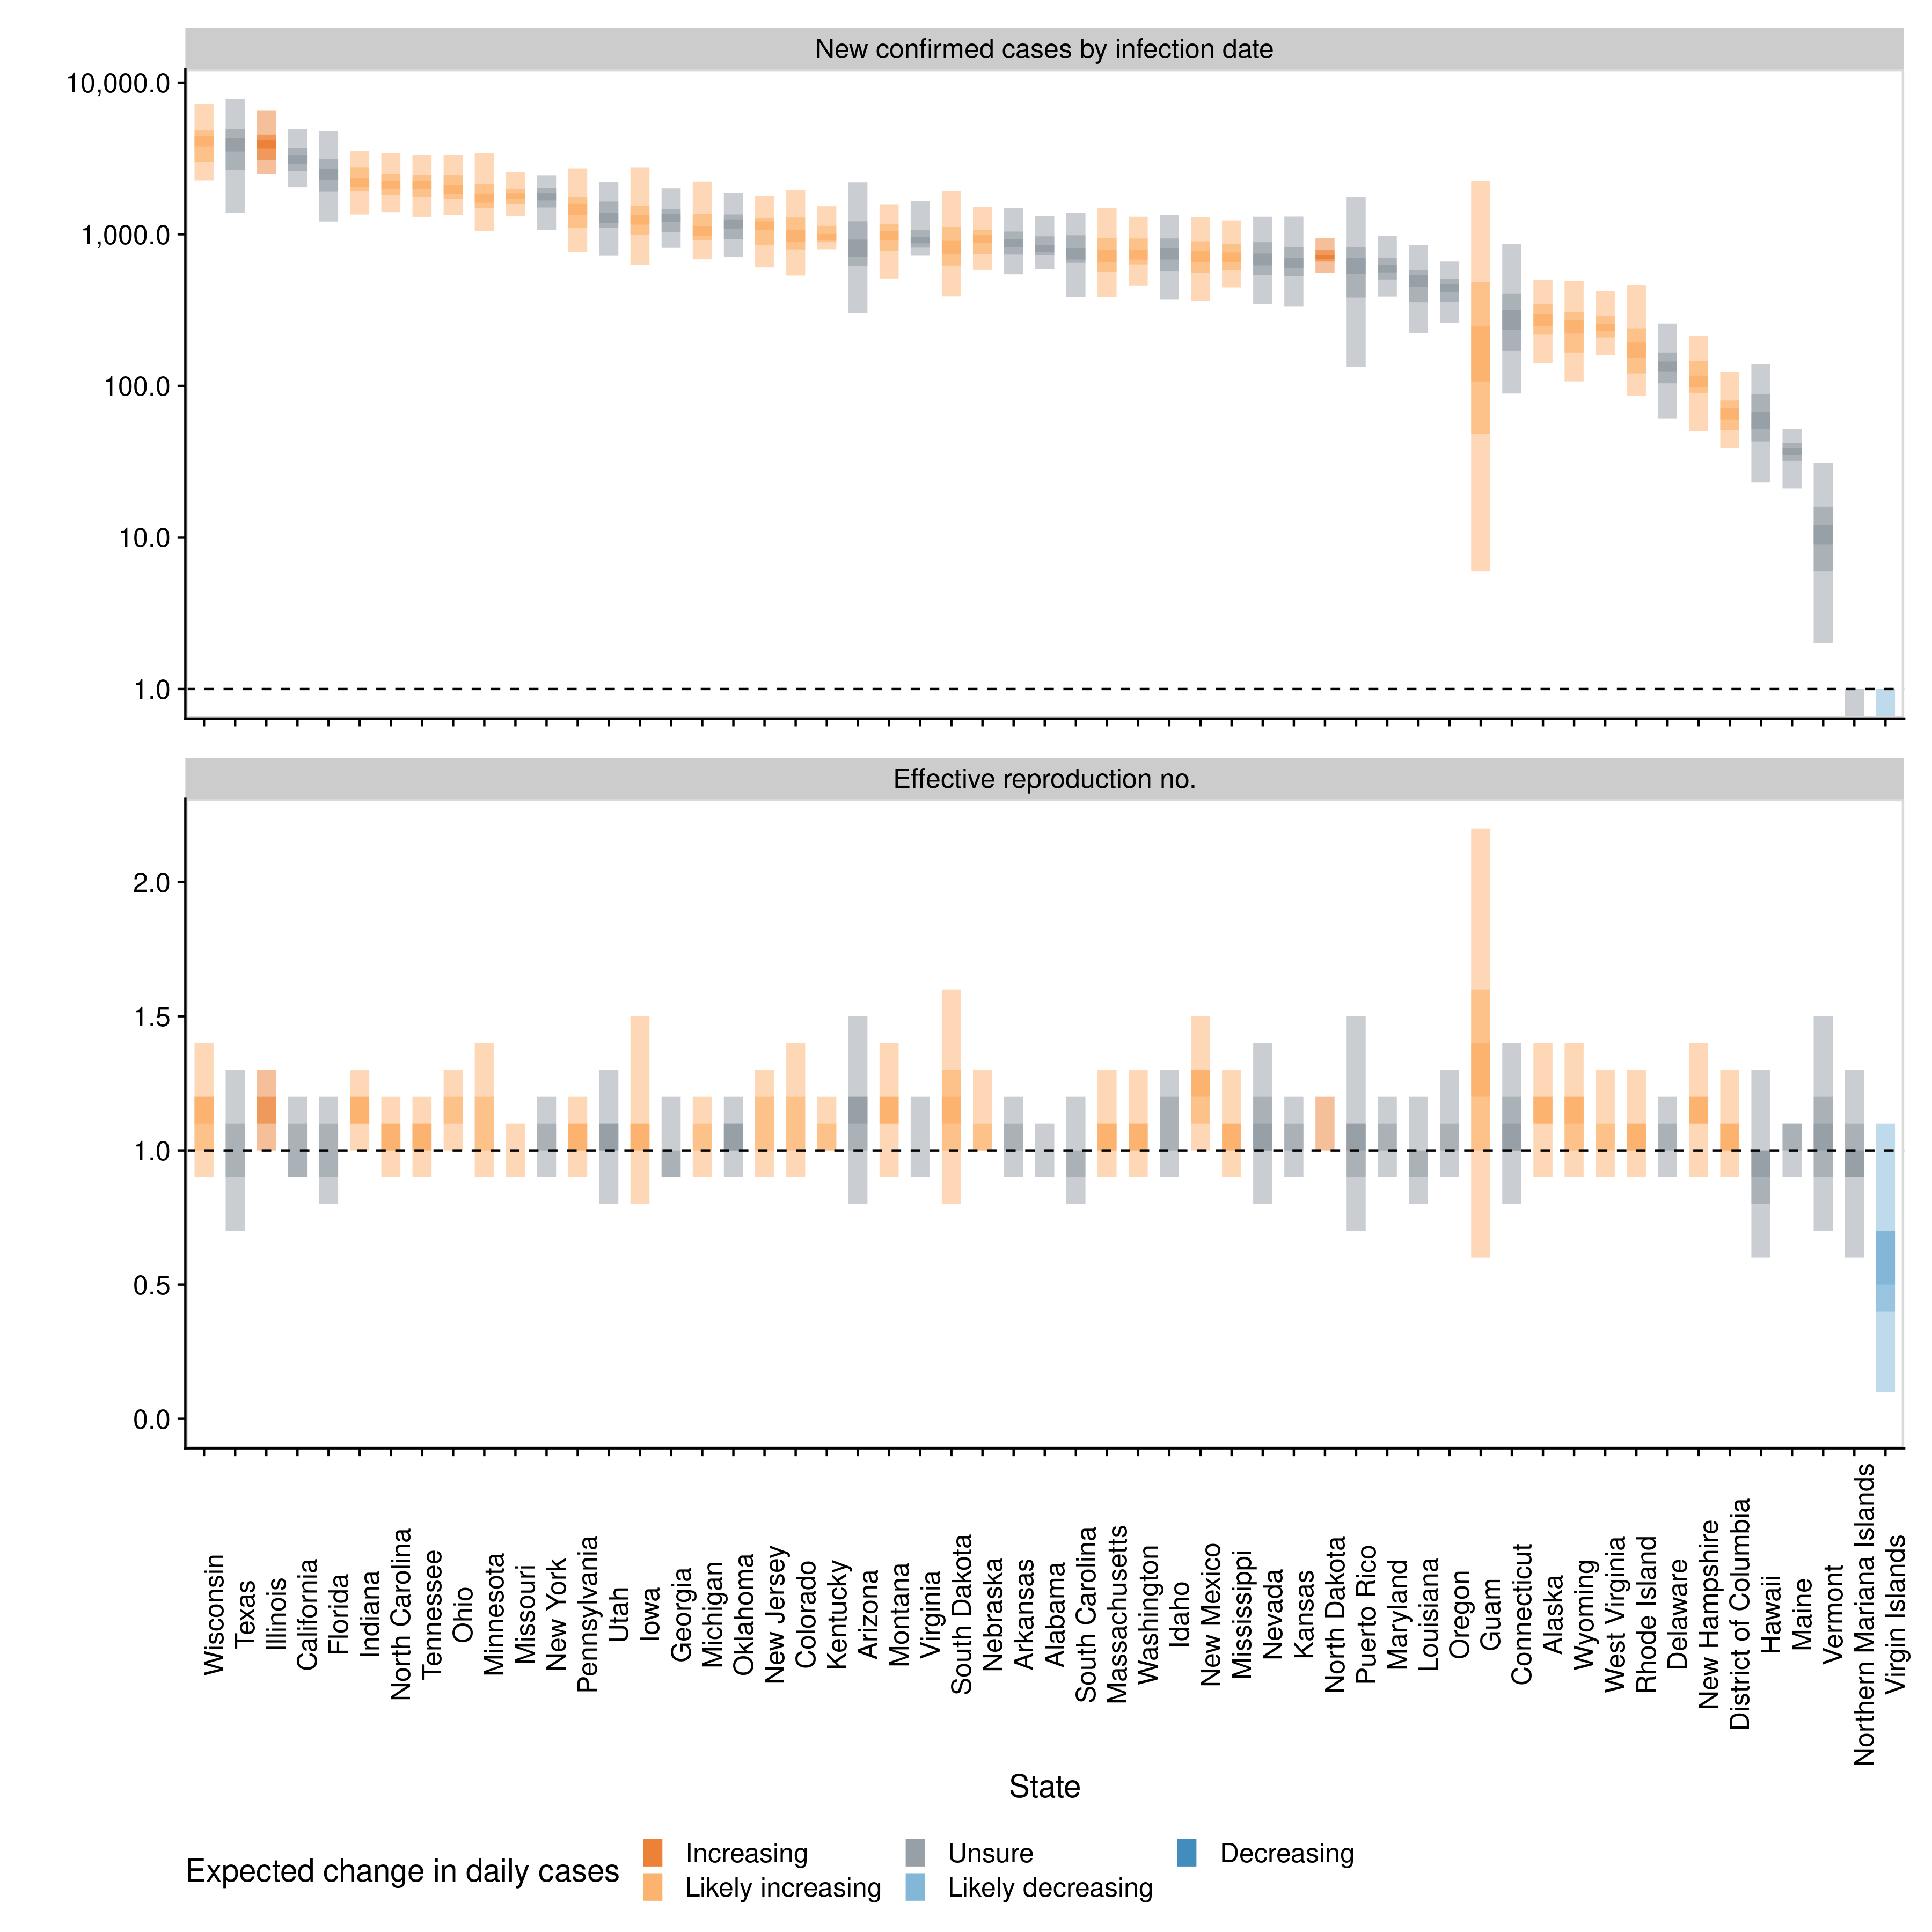 New confirmed cases by infection date
10,000.0
1,000.0
100.0
10.0
1.0
Effective reproduction no.
2.0
1.5
1.0
0.5
0.0
Wisconsin
Texas
Illinois
California
Florida
Indiana
North Carolina
Tennessee
Ohio
Minnesota
Missouri
New York
Pennsylvania
Utah
Iowa
Georgia
Michigan
Oklahoma
New Jersey
Colorado
Kentucky
Arizona
Montana
Virginia
South Dakota
Nebraska
Arkansas
Alabama
South Carolina
Massachusetts
Washington
Idaho
New Mexico
Mississippi
Nevada
Kansas
North Dakota
Puerto Rico
Maryland
Louisiana
Oregon
Guam
Connecticut
Alaska
Wyoming
West Virginia
Rhode Island
Delaware
New Hampshire
District of Columbia
Hawaii
Maine
Vermont
Northern Mariana Islands
Virgin Islands
State
Expected change in daily cases
Increasing
Likely increasing
Unsure
Likely decreasing
Decreasing